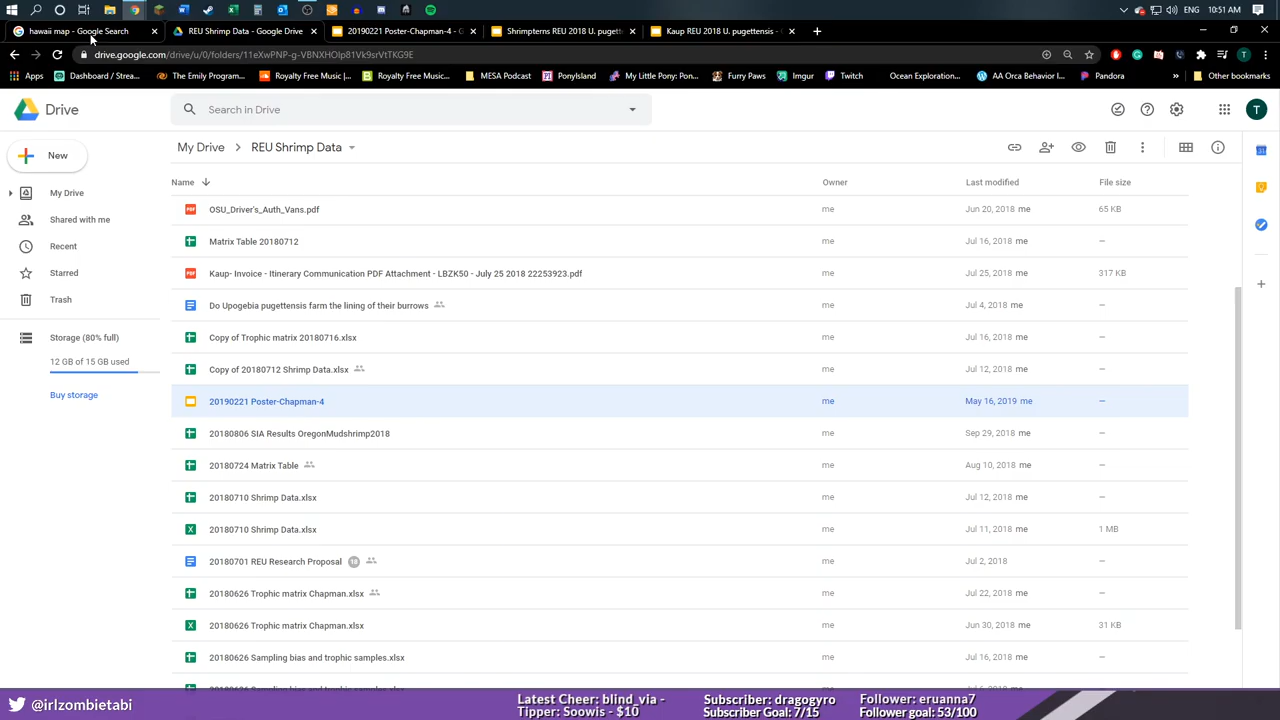 ENG 10:51 AM
hawaii map - Google Search
REU Shrimp Data - Google Drive
20190221 Poster-Chapman-4 - G
Shrimpterns REU 2018 U. pugett
Kaup REU 2018 U. pugettensis -
drive.google.com/drive/u/0/folders/11eXwPNP-g-VBNXHOIp81Vk9srVtTKG9E
Apps
Dashboard / Strea...
The Emily Program...
Royalty Free Music |...
Royalty Free Music...
MESA Podcast
PonyIsland
My Little Pony: Pon...
Furry Paws
Imgur
Twitch
Ocean Exploration...
AA Orca Behavior I...
Pandora
»
Other bookmarks
Drive
Search in Drive
T
New
My Drive
Shared with me
Recent
Starred
Trash
Storage (80% full)
12 GB of 15 GB used
Buy storage
My Drive > REU Shrimp Data
Name Owner Last modified File size
OSU_Driver's_Auth_Vans.pdf me Jun 20, 2018 me 65 KB
Matrix Table 20180712 me Jul 16, 2018 me —
Kaup- Invoice - Itinerary Communication PDF Attachment - LBZK50 - July 25 2018 22253923.pdf me Jul 25, 2018 me 317 KB
Do Upogebia pugettensis farm the lining of their burrows me Jul 4, 2018 me —
Copy of Trophic matrix 20180716.xlsx me Jul 16, 2018 me —
Copy of 20180712 Shrimp Data.xlsx me Jul 12, 2018 me —
20190221 Poster-Chapman-4 me May 16, 2019 me —
20180806 SIA Results OregonMudshrimp2018 me Sep 29, 2018 me —
20180724 Matrix Table me Aug 10, 2018 me —
20180710 Shrimp Data.xlsx me Jul 12, 2018 me —
20180710 Shrimp Data.xlsx me Jul 11, 2018 me 1 MB
20180701 REU Research Proposal 18 me Jul 2, 2018 —
20180626 Trophic matrix Chapman.xlsx me Jul 22, 2018 me —
20180626 Trophic matrix Chapman.xlsx me Jun 30, 2018 me 31 KB
20180626 Sampling bias and trophic samples.xlsx me Jul 16, 2018 me —
@irlzombietabi
Latest Cheer: blind_via -
Tipper: Soowis - $10
Subscriber: dragogyro
Subscriber Goal: 7/15
Follower: eruanna7
Follower goal: 53/100